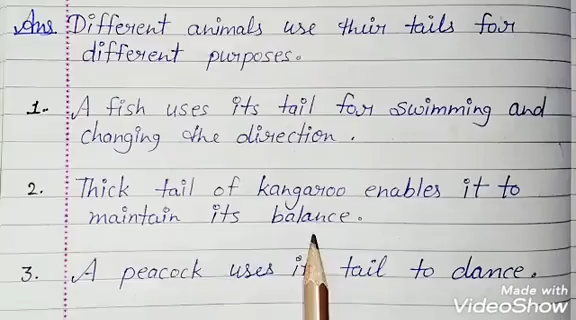 Ans. Different animals use their tails for
different purposes.
1. A fish uses its tail for swimming and
changing the direction.
2. Thick tail of kangaroo enables it to
maintain its balance.
3. A peacock uses it tail to dance.
Made with
VideoShow